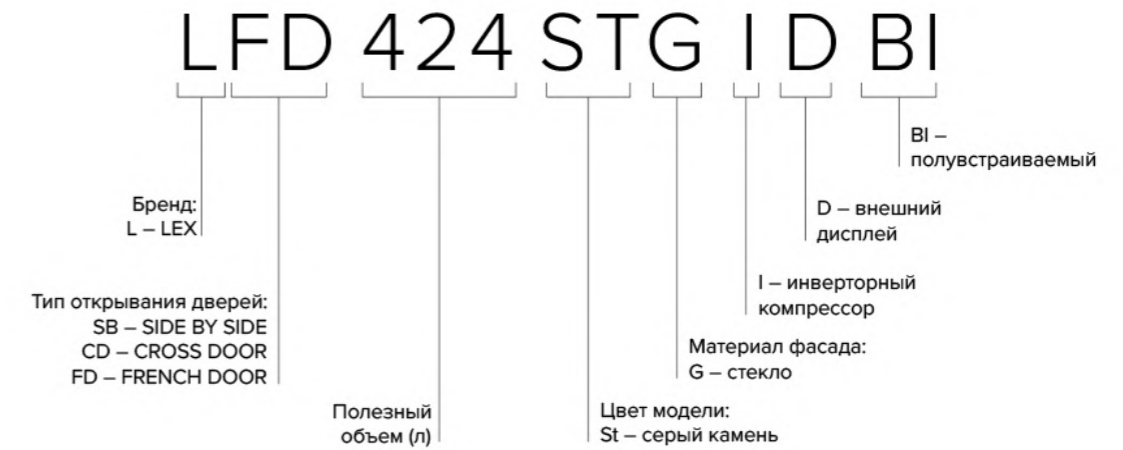 LFD 424 STG I D BI
BI –
полувстраиваемый
Бренд:
L – LEX
D – внешний
дисплей
I – инверторный
компрессор
Тип открывания дверей:
SB – SIDE BY SIDE
CD – CROSS DOOR
FD – FRENCH DOOR
Материал фасада:
G – стекло
Полезный
объем (л)
Цвет модели:
St – серый камень